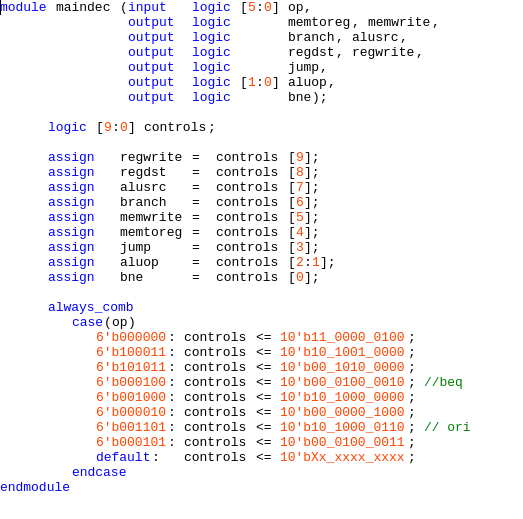 module maindec (input   logic [5:0] op,
                output  logic       memtoreg, memwrite,
                output  logic       branch, alusrc,
                output  logic       regdst, regwrite,
                output  logic       jump,
                output  logic [1:0] aluop,
                output  logic       bne);
      logic [9:0] controls;
      assign   regwrite =  controls [9];
      assign   regdst   =  controls [8];
      assign   alusrc   =  controls [7];
      assign   branch   =  controls [6];
      assign   memwrite =  controls [5];
      assign   memtoreg =  controls [4];
      assign   jump     =  controls [3];
      assign   aluop    =  controls [2:1];
      assign   bne      =  controls [0];
      always_comb
         case(op)
            6'b000000: controls <= 10'b11_0000_0100;
            6'b100011: controls <= 10'b10_1001_0000;
            6'b101011: controls <= 10'b00_1010_0000;
            6'b000100: controls <= 10'b00_0100_0010; //beq
            6'b001000: controls <= 10'b10_1000_0000;
            6'b000010: controls <= 10'b00_0000_1000;
            6'b001101: controls <= 10'b10_1000_0110; // ori
            6'b000101: controls <= 10'b00_0100_0011;
            default:   controls <= 10'bXx_xxxx_xxxx;
         endcase
endmodule